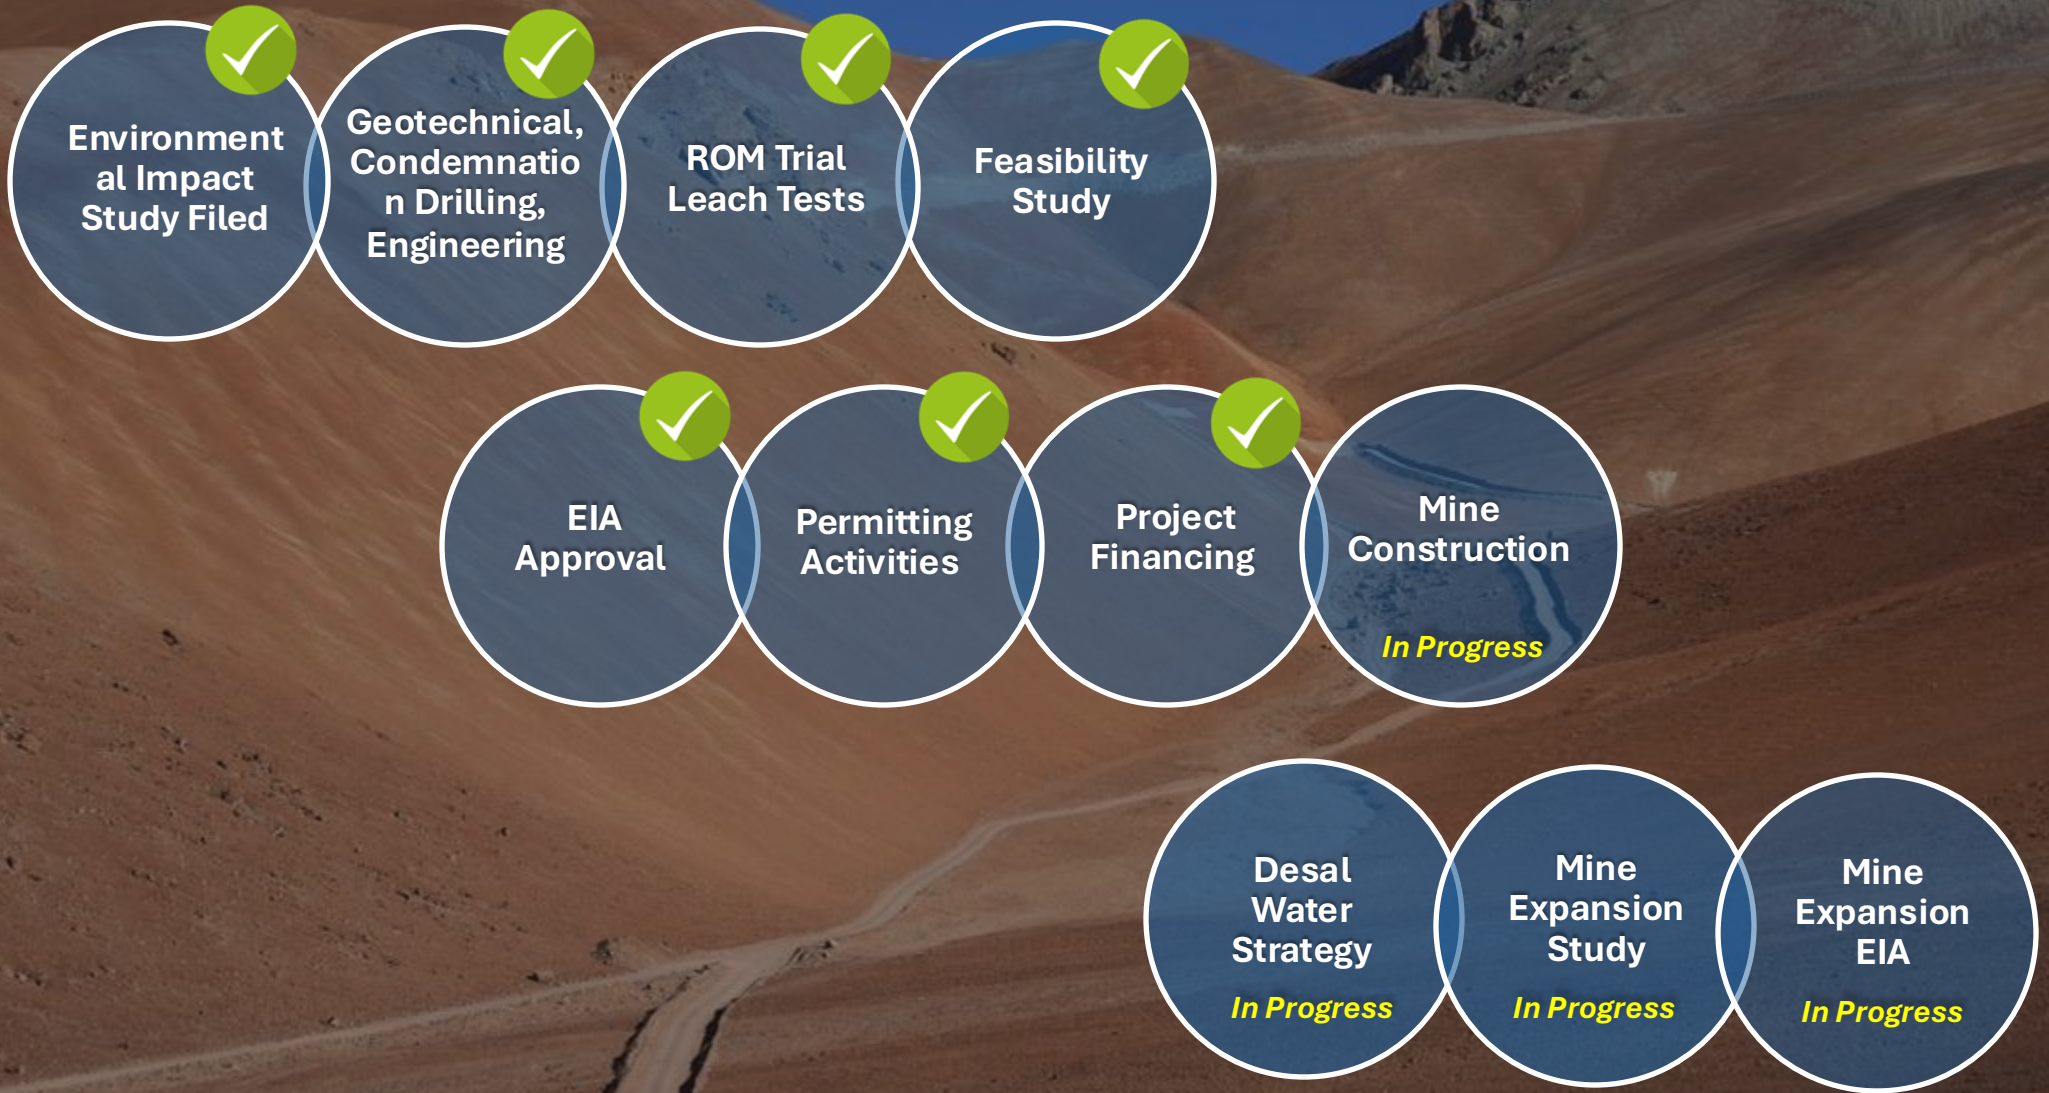 Environment
al Impact
Study Filed
Geotechnical,
Condemnatio
n Drilling,
Engineering
ROM Trial
Leach Tests
Feasibility
Study
EIA
Approval
Permitting
Activities
Project
Financing
Mine
Construction
In Progress
Desal
Water
Strategy
In Progress
Mine
Expansion
Study
In Progress
Mine
Expansion
EIA
In Progress